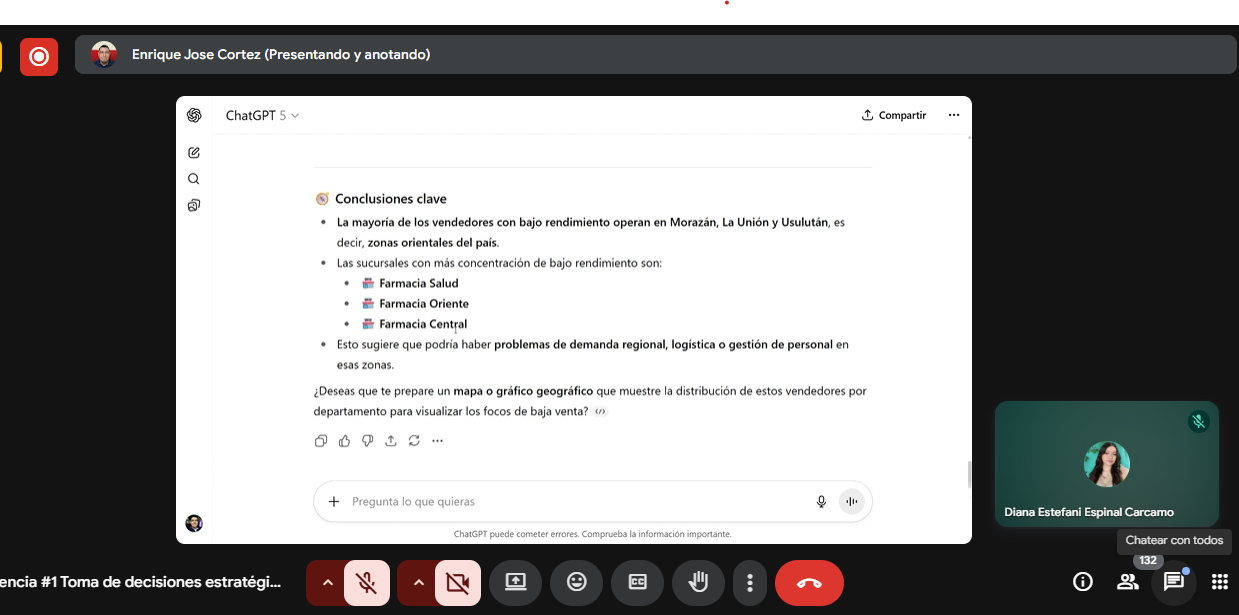 Enrique Jose Cortez (Presentando y anotando)
ChatGPT 5
Compartir
Conclusiones clave
La mayoría de los vendedores con bajo rendimiento operan en Morazán, La Unión y Usulután, es
decir, zonas orientales del país.
Las sucursales con más concentración de bajo rendimiento son:
Farmacia Salud
Farmacia Oriente
Farmacia Central
Esto sugiere que podría haber problemas de demanda regional, logística o gestión de personal en
esas zonas.
¿Deseas que te prepare un mapa o gráfico geográfico que muestre la distribución de estos vendedores por
departamento para visualizar los focos de baja venta?
Pregunta lo que quieras
ChatGPT puede cometer errores. Comprueba la información importante.
Diana Estefani Espinal Carcamo
Chatear con todos
132
encia #1 Toma de decisiones estratégi...
CC